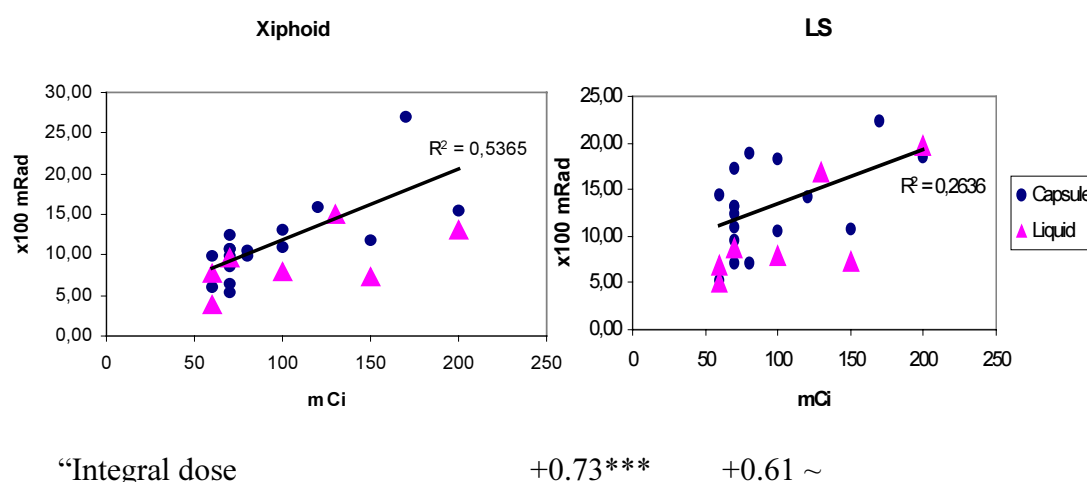 Xiphoid
30,00
25,00
20,00
15,00
10,00
5,00
0,00
x100 mRad
R² = 0,5365
0
50
100
150
200
250
mCi
LS
25,00
20,00
15,00
10,00
5,00
0,00
x100 mRad
R² = 0,2636
0
50
100
150
200
250
mCi
Capsule
Liquid
“Integral dose +0.73*** +0.61 ~